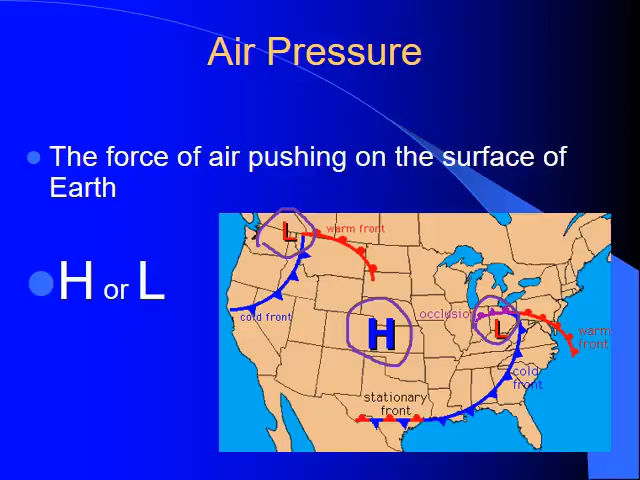 Air Pressure
The force of air pushing on the surface of
Earth
H or L
L
warm front
cold front
H
occlusion
L
warm
front
cold
front
stationary
front